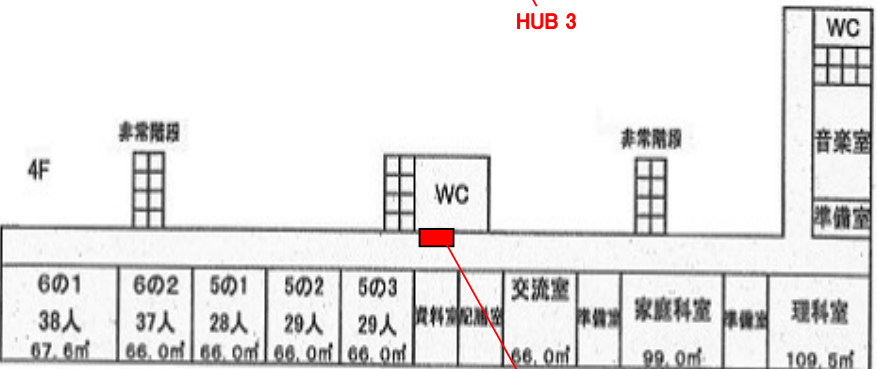 HUB 3
WC
非常階段
非常階段
4F
音楽室
WC
準備室
6の1
38人
67.6㎡
6の2
37人
66.0㎡
5の1
28人
66.0㎡
5の2
29人
66.0㎡
5の3
29人
66.0㎡
資料室
配膳室
交流室
66.0㎡
準備室
家庭科室
99.0㎡
準備室
理科室
109.5㎡